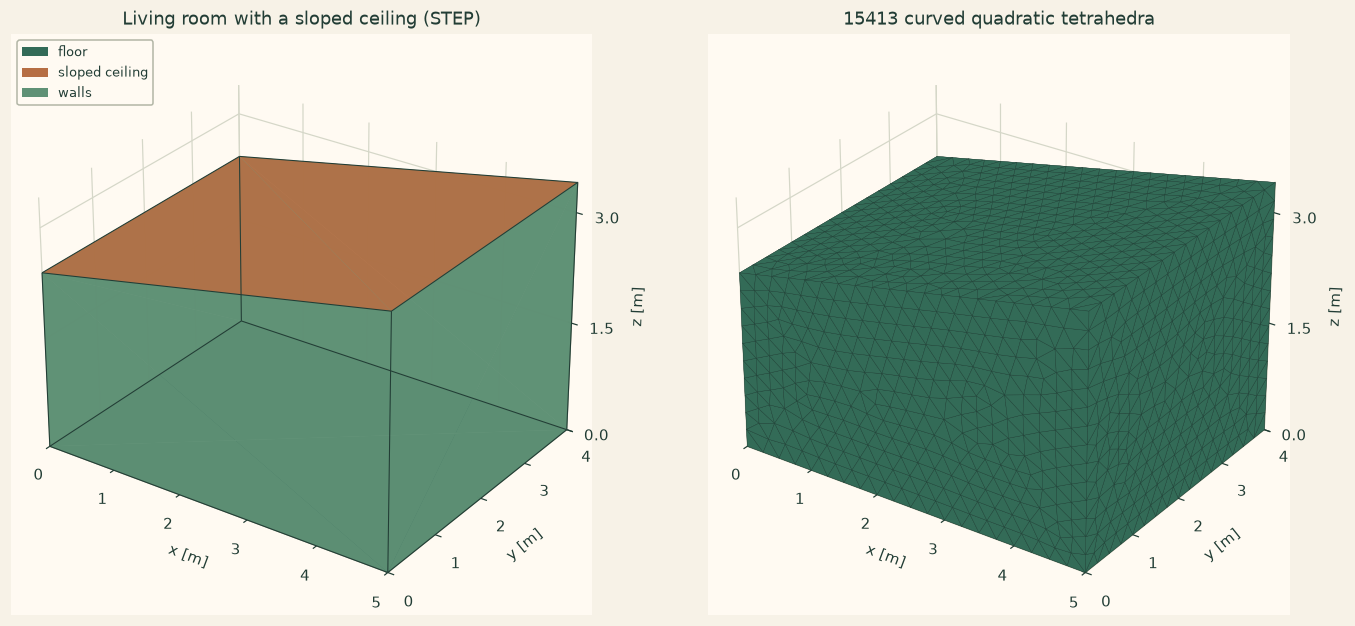 Living room with a sloped ceiling (STEP)
floor
sloped ceiling
walls
3.0
1.5
0.0
z [m]
0
1
2
3
4
5
x [m]
0
1
2
3
4
y [m]
15413 curved quadratic tetrahedra
3.0
1.5
0.0
z [m]
0
1
2
3
4
5
x [m]
0
1
2
3
4
y [m]